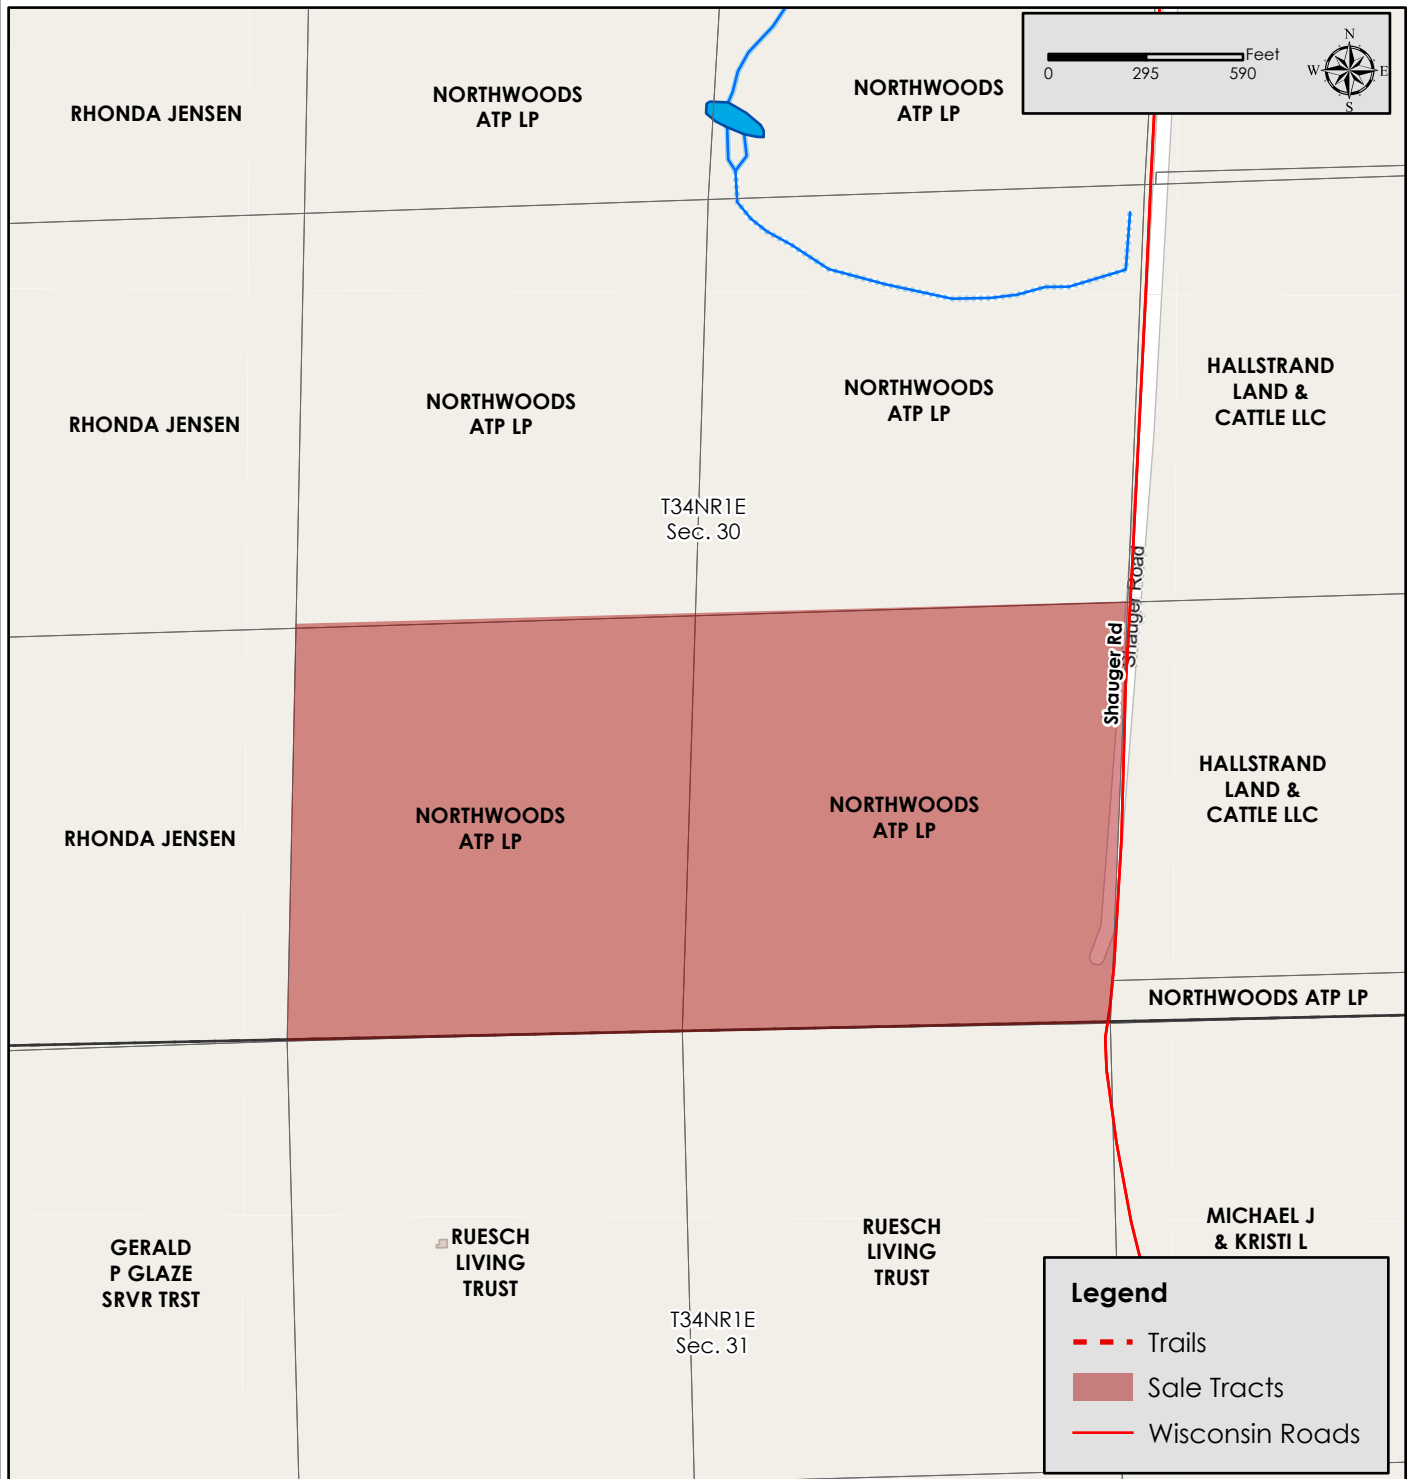 N
Feet
W
E
0
295
590
S
RHONDA JENSEN
NORTHWOODS
ATP LP
NORTHWOODS
ATP LP
RHONDA JENSEN
NORTHWOODS
ATP LP
NORTHWOODS
ATP LP
HALLSTRAND
LAND &
CATTLE LLC
T34NR1E
Sec. 30
Shauger Road
Shauger Rd
RHONDA JENSEN
NORTHWOODS
ATP LP
NORTHWOODS
ATP LP
HALLSTRAND
LAND &
CATTLE LLC
NORTHWOODS ATP LP
GERALD
P GLAZE
SRVR TRST
RUESCH
LIVING
TRUST
RUESCH
LIVING
TRUST
MICHAEL J
& KRISTI L
T34NR1E
Sec. 31
Legend
Trails
Sale Tracts
Wisconsin Roads